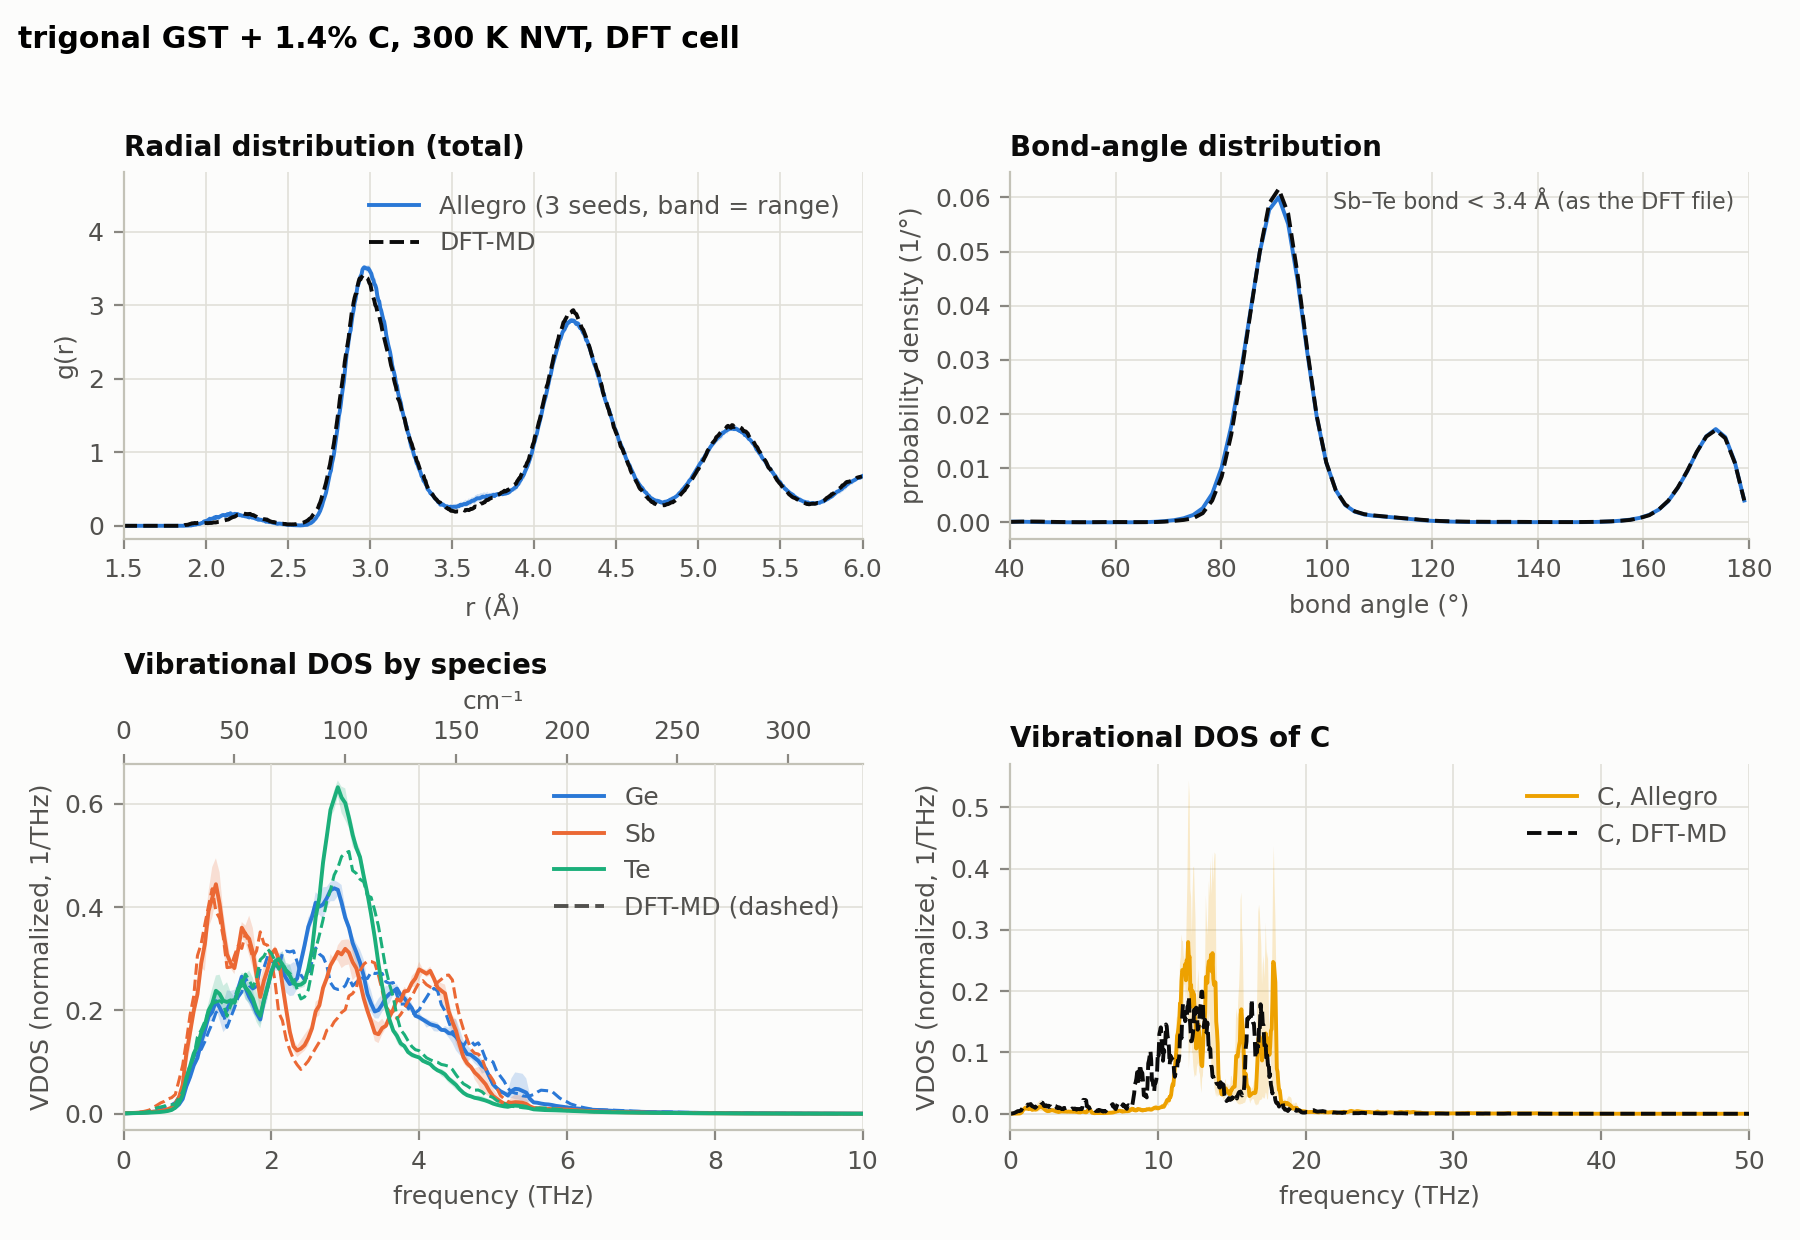 trigonal GST + 1.4% C, 300 K NVT, DFT cell
Radial distribution (total)
g(r)
4
3
2
1
0
Allegro (3 seeds, band = range)
DFT-MD
1.5 2.0 2.5 3.0 3.5 4.0 4.5 5.0 5.5 6.0
r (Å)
Bond-angle distribution
probability density (1/°)
0.06
0.05
0.04
0.03
0.02
0.01
0.00
Sb–Te bond < 3.4 Å (as the DFT file)
40 60 80 100 120 140 160 180
bond angle (°)
Vibrational DOS by species
cm⁻¹
0 50 100 150 200 250 300
VDOS (normalized, 1/THz)
0.6
0.4
0.2
0.0
Ge
Sb
Te
DFT-MD (dashed)
0 2 4 6 8 10
frequency (THz)
Vibrational DOS of C
VDOS (normalized, 1/THz)
0.5
0.4
0.3
0.2
0.1
0.0
C, Allegro
C, DFT-MD
0 10 20 30 40 50
frequency (THz)